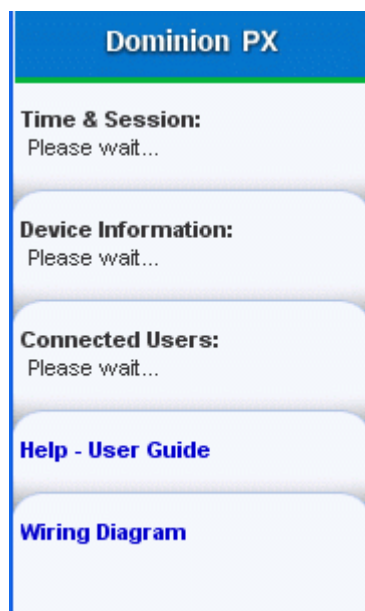 Dominion PX
Time & Session:
Please wait...
Device Information:
Please wait...
Connected Users:
Please wait...
Help - User Guide
Wiring Diagram